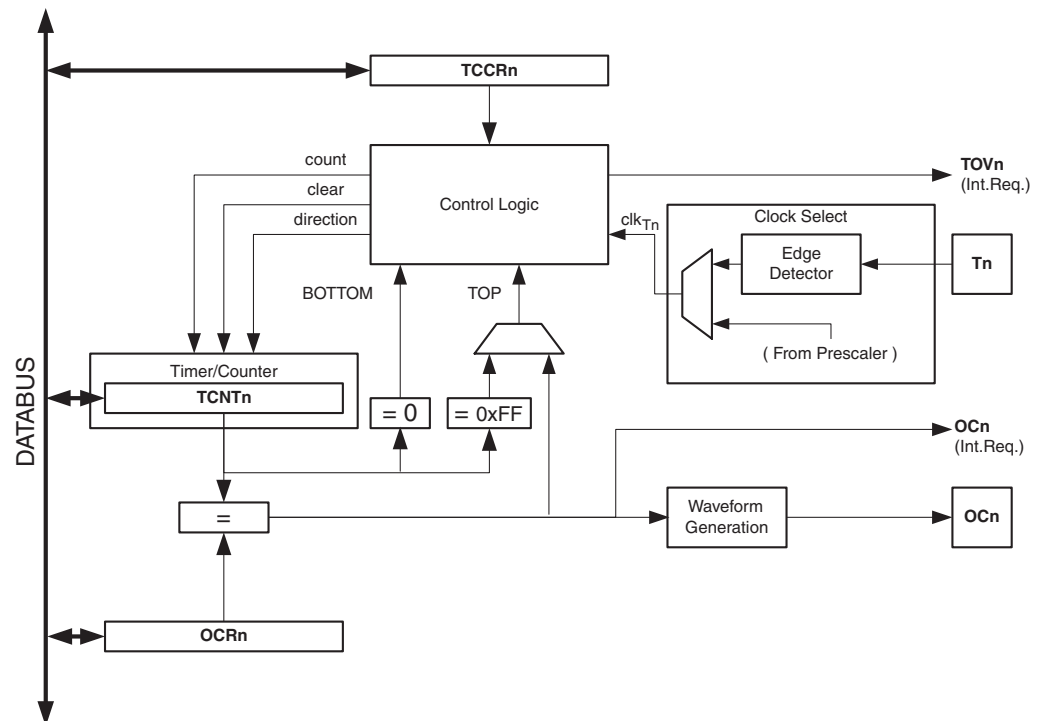 TCCRn
count
clear
direction
Control Logic
TOVn
(Int.Req.)
clkTn
Clock Select
Edge
Detector
Tn
( From Prescaler )
BOTTOM
TOP
DATABUS
Timer/Counter
TCNTn
= 0
= 0xFF
OCn
(Int.Req.)
=
Waveform
Generation
OCn
OCRn